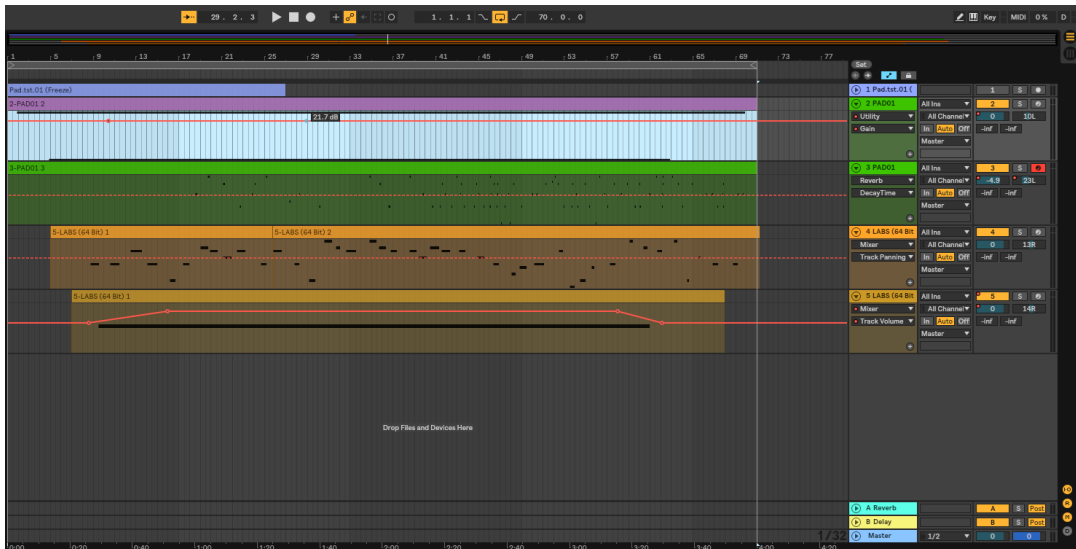 29. 2. 3 1. 1. 1 70. 0. 0 Key MIDI 0 % D
1 5 9 13 17 21 25 29 33 37 41 45 49 53 57 61 65 69 73 77
Set
Pad.tst.01 (Freeze) 1 Pad.tst.01 ( 1 S
2-PAD01 2 2 PAD01 All Ins 2 S
21.7 dB Utility All Channel 0 10L
Gain In Auto Off -inf -inf
Master
3-PAD01 3 3 PAD01 All Ins 3 S
Reverb All Channel -4.9 23L
DecayTime In Auto Off -inf -inf
Master
5-LABS (64 Bit) 1 5-LABS (64 Bit) 2 4 LABS (64 Bit All Ins 4 S
Mixer All Channel 0 13R
Track Panning In Auto Off -inf -inf
Master
5-LABS (64 Bit) 1 5 LABS (64 Bit All Ins 5 S
Mixer All Channel 0 14R
Track Volume In Auto Off -inf -inf
Master
Drop Files and Devices Here
A Reverb A S Post
B Delay B S Post
1/32 Master 1/2 0 0
0:00 0:20 0:40 1:00 1:20 1:40 2:00 2:20 2:40 3:00 3:20 3:40 4:00 4:20